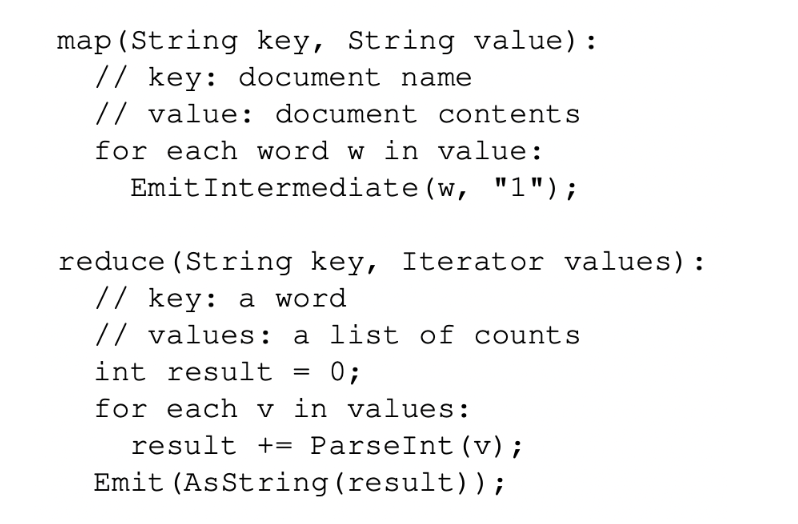 map(String key, String value):
// key: document name
// value: document contents
for each word w in value:
EmitIntermediate(w, "1");
reduce(String key, Iterator values):
// key: a word
// values: a list of counts
int result = 0;
for each v in values:
result += ParseInt(v);
Emit(AsString(result));